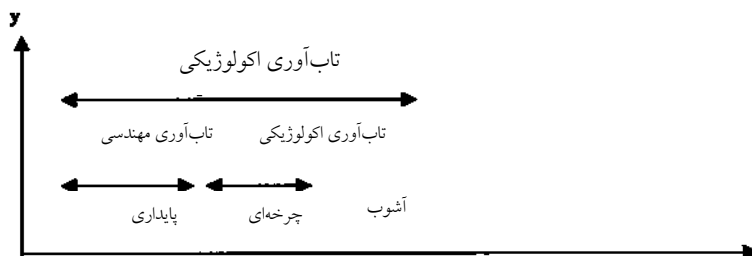 y
تاب‌آوری اکولوژیکی
تاب‌آوری مهندسی تاب‌آوری اکولوژیکی
پایداری چرخه‌ای آشوب